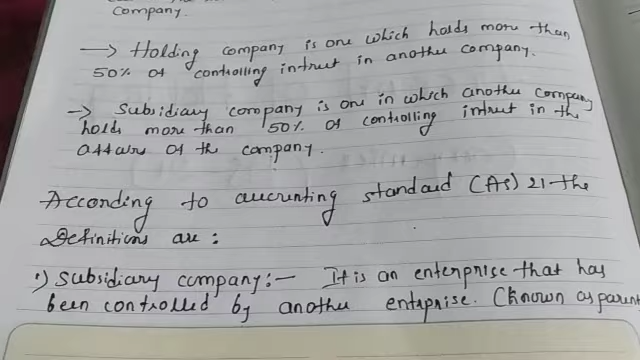 company.
→ Holding company is one which holds more than
50% of controlling intrust in another company.
→ Subsidiary company is one in which another company
holds more than 50% of controlling intrust in the
affairs of the company.
According to accounting standard (As) 21 the
Definitions are :
1) Subsidiary company:- It is an enterprise that has
been controlled by another enterprise. (known as parent